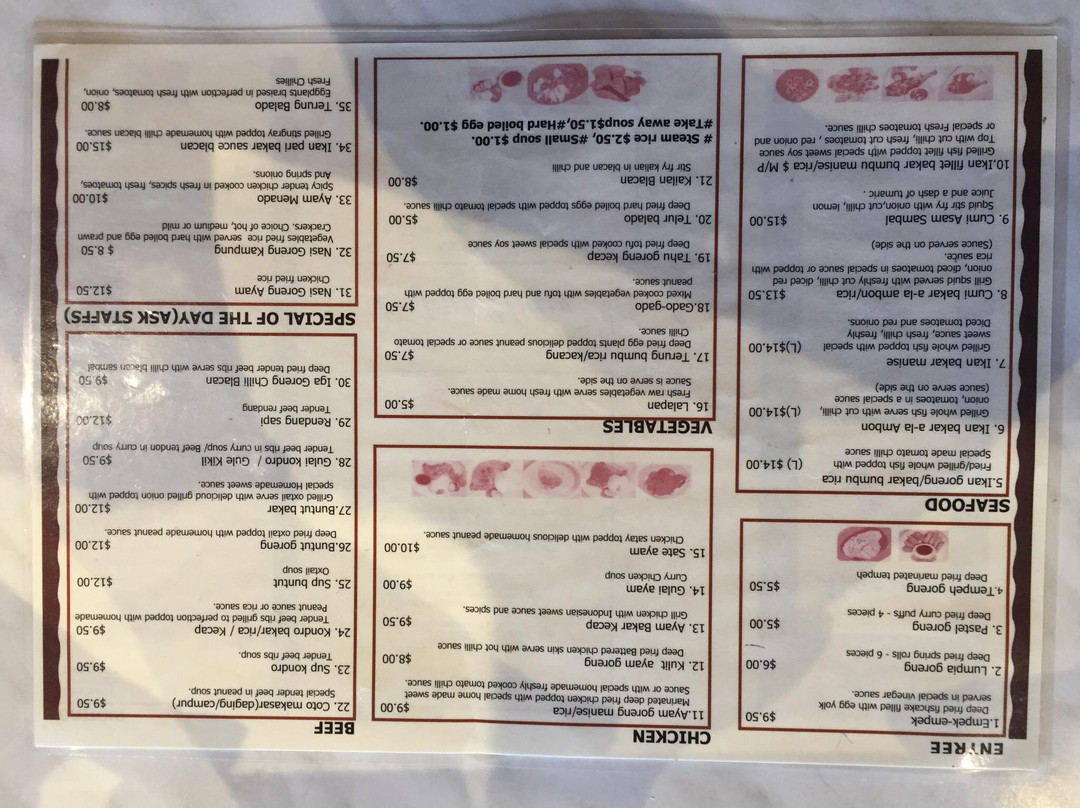 ENTREE
1.Empek-empek $9.50
Deep fried fishcake filled with egg yolk
served in special vinegar sauce.
2. Lumpia goreng $6.00
Deep fried spring rolls - 6 pieces
3. Pastel goreng $5.00
Deep fried curry puffs - 4 pieces
4.Tempeh goreng $5.50
Deep fried marinated tempeh
SEAFOOD
5.Ikan goreng/bakar bumbu rica
Fried/grilled whole fish topped with (L) $14.00
Special made tomato chilli sauce
6. Ikan bakar a-la Ambon
Grilled whole fish serve with cut chilli, (L)$14.00
onion, tomatoes in a special sauce
(sauce serve on the side)
7. Ikan bakar manise
Grilled whole fish topped with special (L)$14.00
sweet sauce, fresh chilli, freshly
Diced tomatoes and red onions.
8. Cumi bakar a-la ambon/rica $13.50
Grill squid served with freshly cut chilli, diced red
onion, diced tomatoes in special sauce or topped with
rica sauce.
(Sauce served on the side)
9. Cumi Asam Sambal $15.00
Squid stir fry with onion,cut chilli, lemon
Juice and a dash of tumaric .
10.Ikan fillet bakar bumbu manise/rica $ M/P
Grilled fish fillet topped with special sweet soy sauce
Top with cut chilli, fresh cut tomatoes , red onion and
or special Fresh tomatoes chilli sauce.
CHICKEN
11.Ayam goreng manise/rica $9.00
Marinated deep fried chicken topped with special home made sweet
Sauce or with special homemade freshly cooked tomato chilli sauce.
12. Kulit ayam goreng $8.00
Deep Fried Battered chicken skin serve with hot chilli sauce
13. Ayam Bakar Kecap $9.50
Grill chicken with Indonesian sweet sauce and spices.
14. Gulai ayam $9.00
Curry Chicken soup
15. Sate ayam $10.00
Chicken satay topped with delicious homemade peanut sauce.
VEGETABLES
16. Lalapan $5.00
Fresh raw vegetables serve with fresh home made sauce.
Sauce is serve on the side.
17. Terung bumbu rica/kacang $7.50
Deep fried egg plants topped delicious peanut sauce or special tomato
Chilli sauce.
18.Gado-gado $7.50
Mixed cooked vegetables with tofu and hard boiled egg topped with
peanut sauce.
19. Tahu goreng kecap $7.50
Deep fried tofu cooked with special sweet soy sauce
20. Telur balado $5.00
Deep fried hard boiled eggs topped with special tomato chilli sauce.
21. Kailan Blacan $8.00
Stir fry kailan in blacan and chilli
# Steam rice $2.50, #Small soup $1.00.
#Take away soup$1.50,#Hard boiled egg $1.00.
BEEF
22. Coto makasar(daging/campur) $9.50
Special tender beef in peanut soup.
23. Sup kondro $9.50
Tender beef ribs soup.
24. Kondro bakar/rica / Kecap $9.50
Tender beef ribs grilled to perfection topped with homemade
Peanut sauce or rica sauce.
25. Sup buntut $12.00
Oxtail soup
26.Buntut goreng $12.00
Deep fried oxtail topped with homemade peanut sauce.
27.Buntut bakar $12.00
Grilled oxtail serve with delicious grilled onion topped with
special Homemade sweet sauce.
28. Gulai kondro / Gule Kikil $9.50
Tender beef ribs in curry soup/ Beef tendon in curry soup
29. Rendang sapi $12.00
Tender beef rendang
30. Iga Goreng Chilli Blacan $9.50
Deep fried tender beef ribs serve with chilli blacan sambal
SPECIAL OF THE DAY(ASK STAFFS)
31. Nasi Goreng Ayam $12.50
Chicken fried rice
32. Nasi Goreng Kampung $ 8.50
Vegetables fried rice served with hard boiled egg and prawn
Crackers. Choice of hot, medium or mild
33. Ayam Menado $10.00
Spicy tender chicken cooked in fresh spices, fresh tomatoes,
And spring onions.
34. Ikan pari bakar sauce blacan $15.00
Grilled stingray topped with homemade chilli blacan sauce.
35. Terung Balado $8.00
Eggplants braised in perfection with fresh tomatoes, onion,
Fresh Chillies